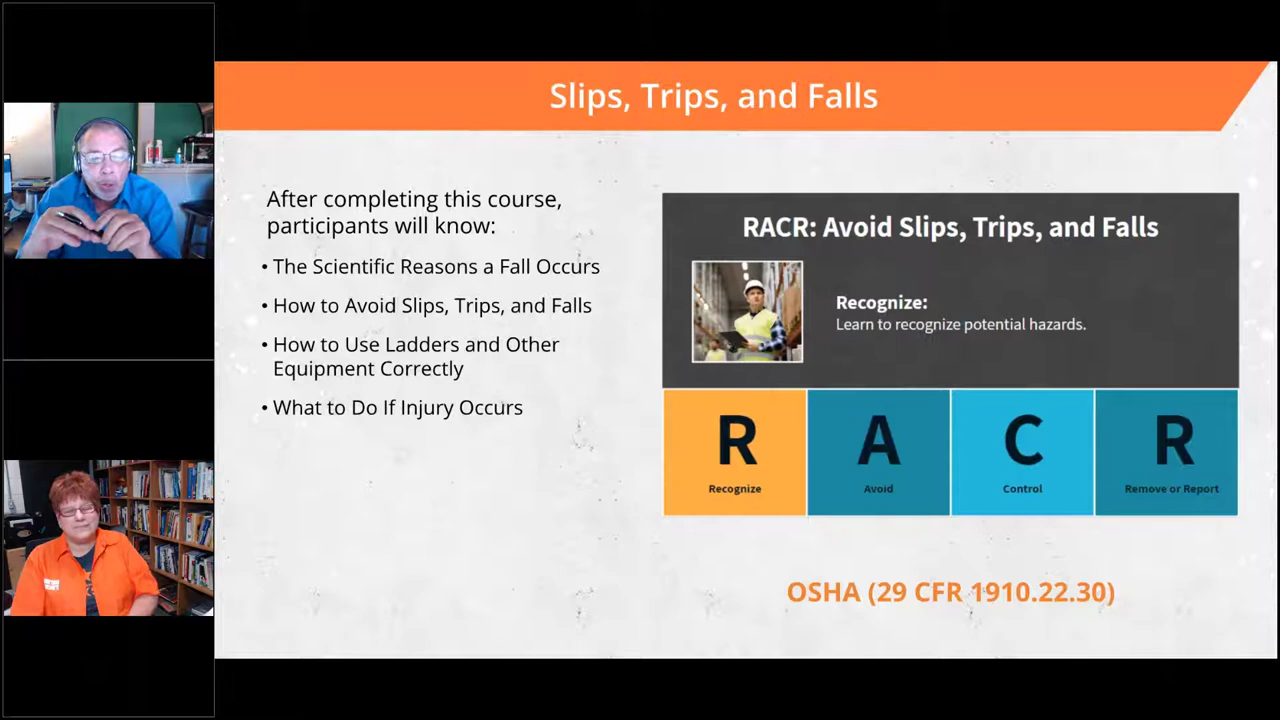 Slips, Trips, and Falls
After completing this course,
participants will know:
• The Scientific Reasons a Fall Occurs
• How to Avoid Slips, Trips, and Falls
• How to Use Ladders and Other
Equipment Correctly
• What to Do If Injury Occurs
RACR: Avoid Slips, Trips, and Falls
Recognize:
Learn to recognize potential hazards.
R A C R
Recognize Avoid Control Remove or Report
OSHA (29 CFR 1910.22.30)